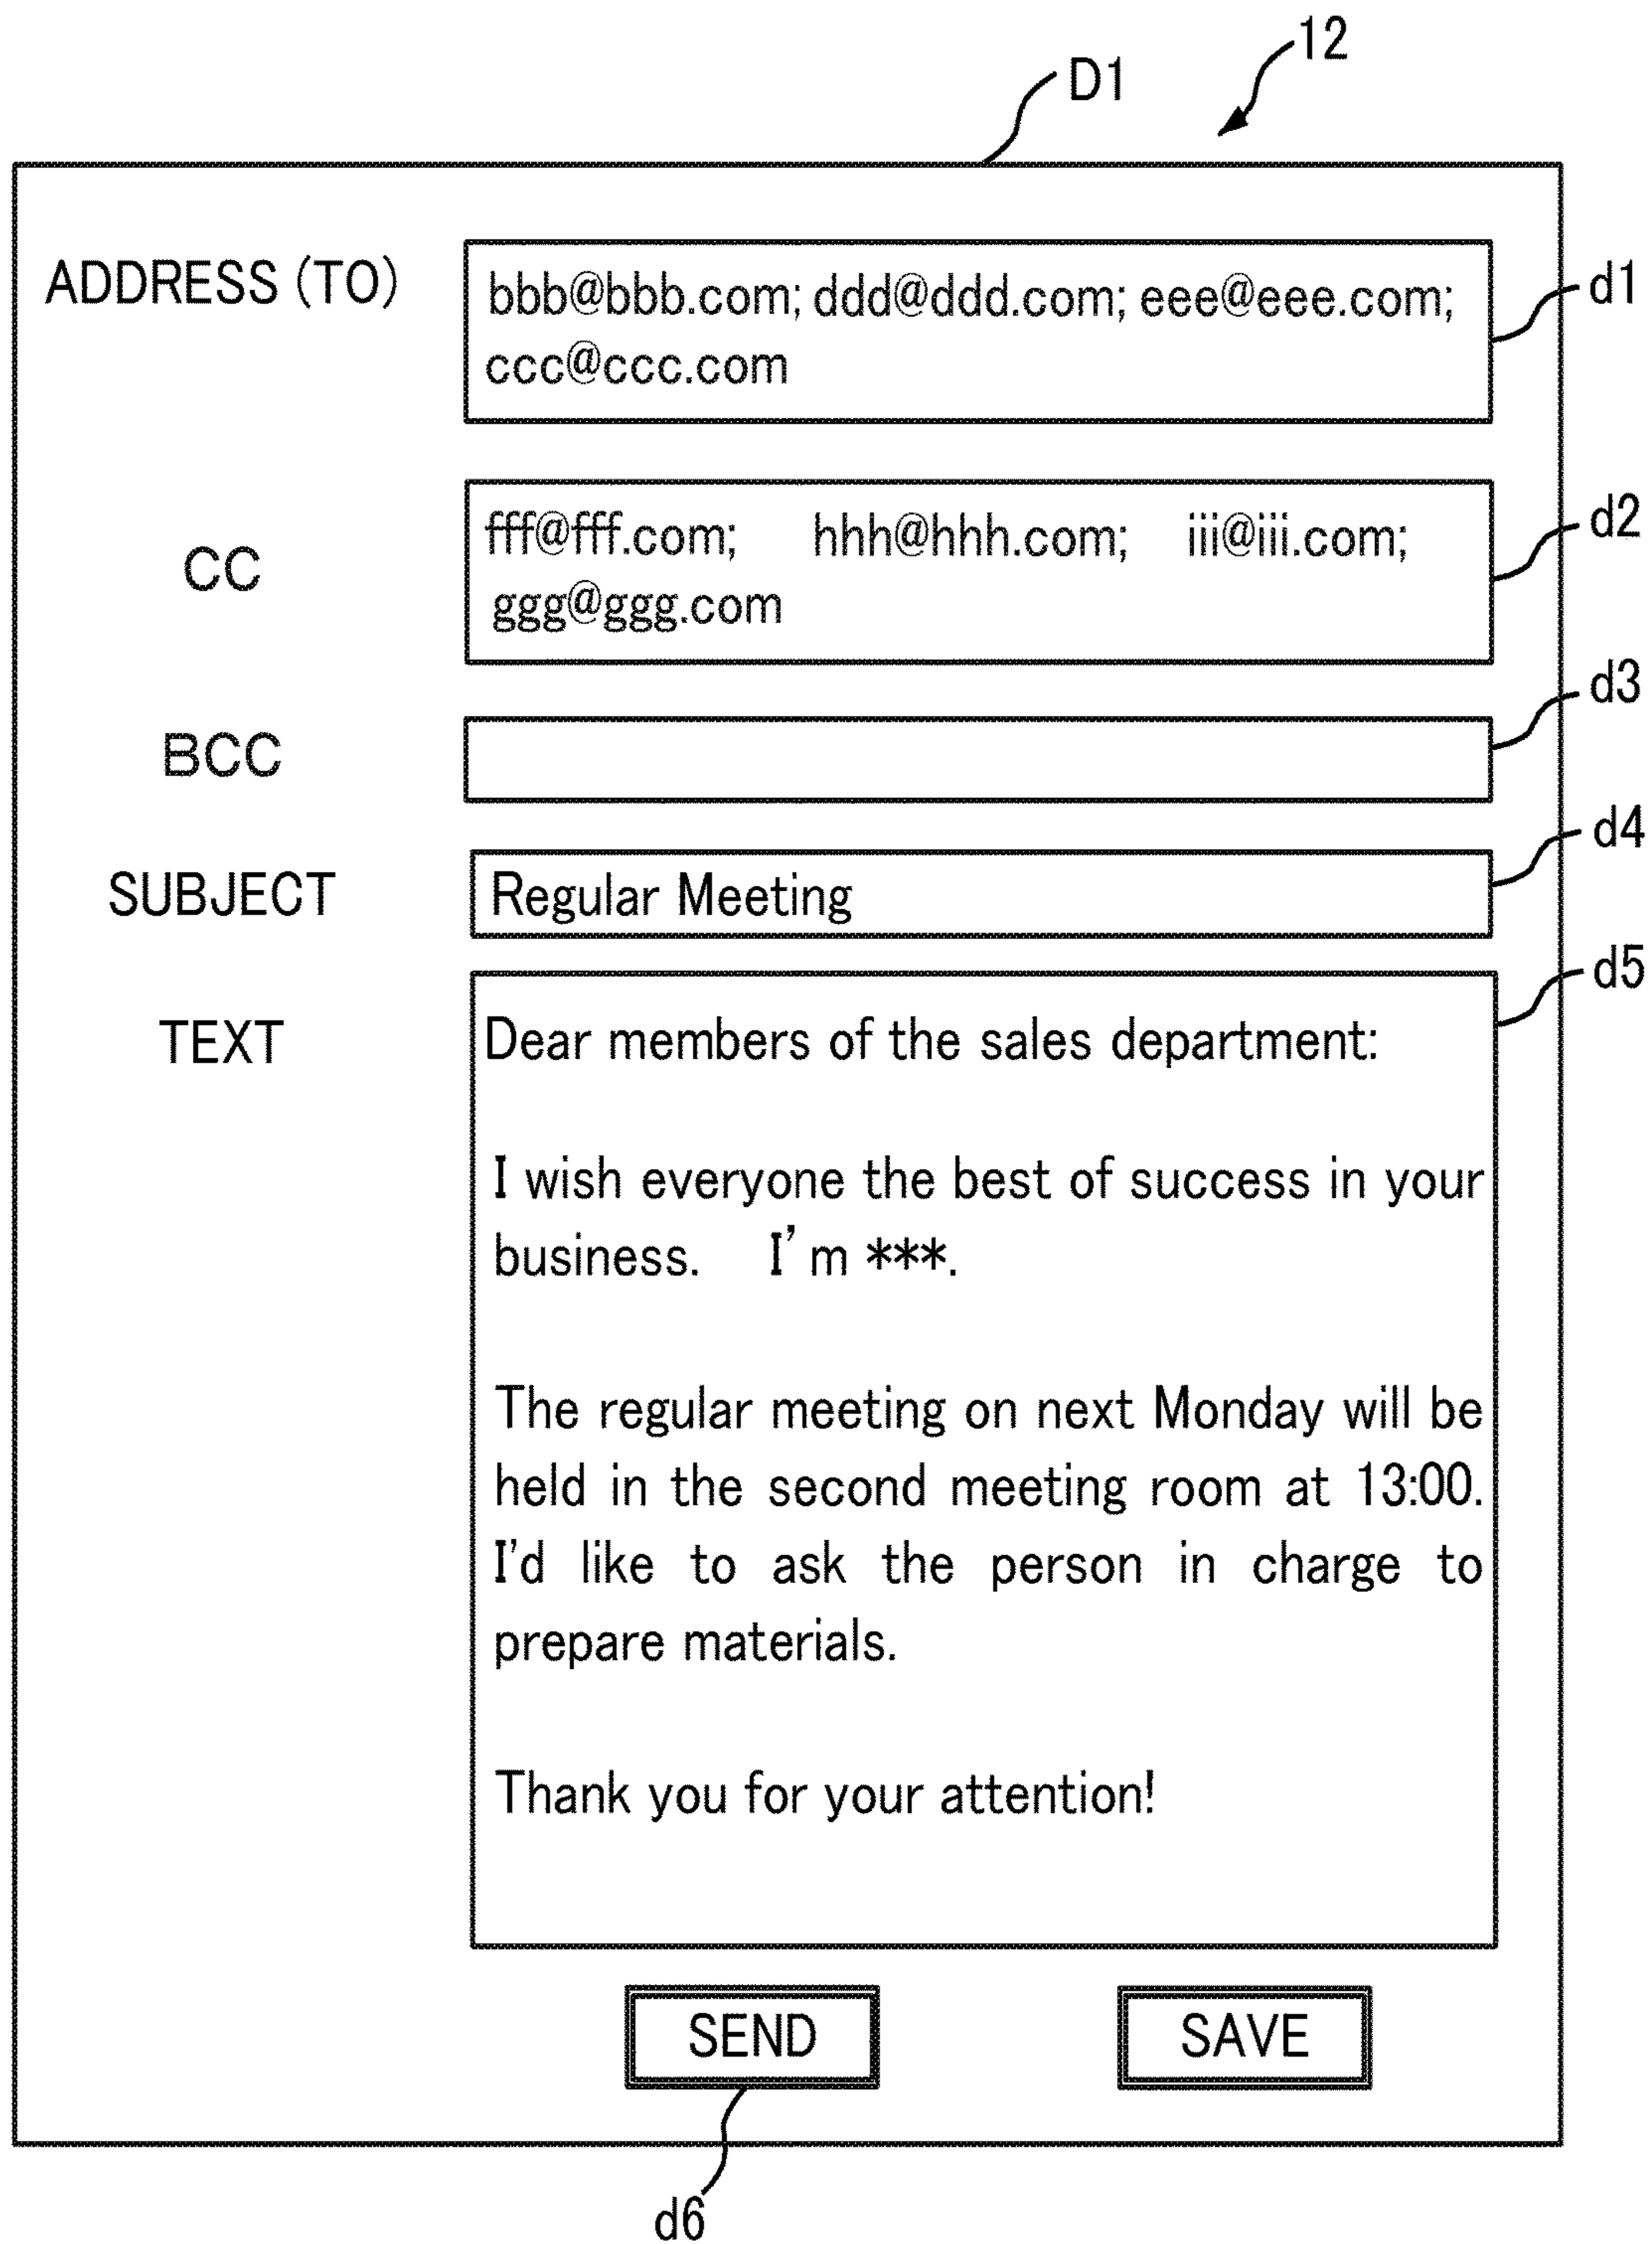 12
D1
ADDRESS (TO)
bbb@bbb.com; ddd@ddd.com; eee@eee.com;
ccc@ccc.com
d1
CC
fff@fff.com; hhh@hhh.com; iii@iii.com;
ggg@ggg.com
d2
BCC
d3
SUBJECT
Regular Meeting
d4
TEXT
d5
Dear members of the sales department:
I wish everyone the best of success in your
business. I'm ***.
The regular meeting on next Monday will be
held in the second meeting room at 13:00.
I'd like to ask the person in charge to
prepare materials.
Thank you for your attention!
SEND SAVE
d6